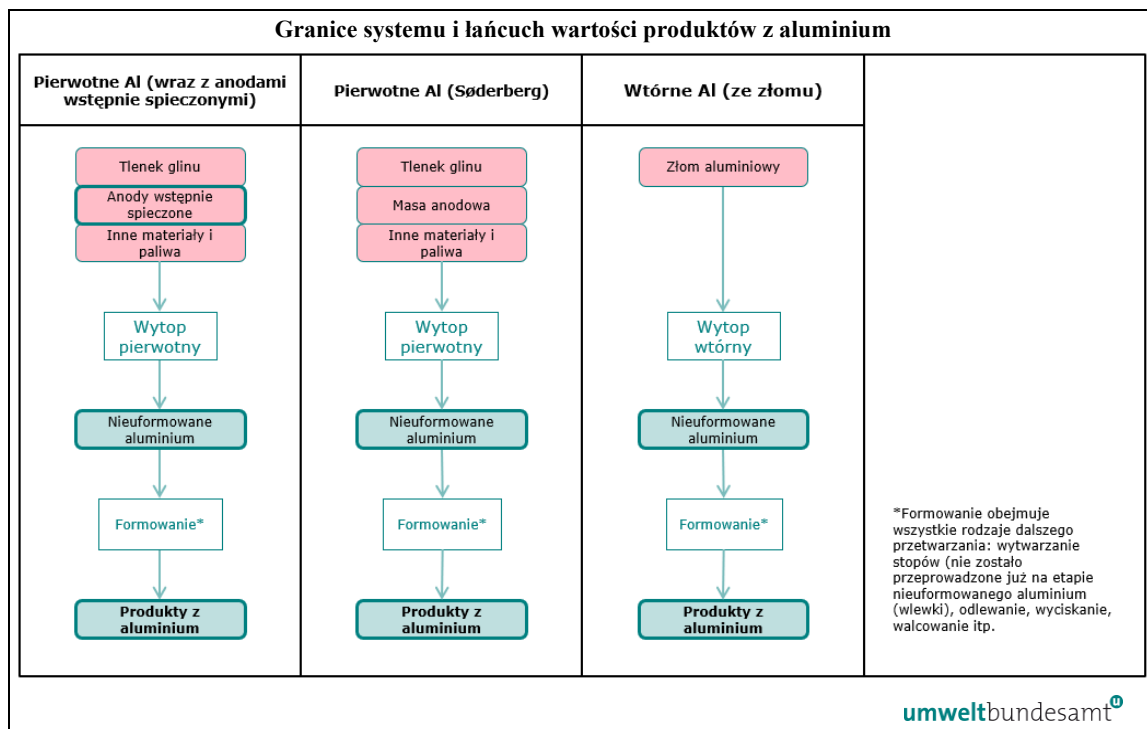 Granice systemu i łańcuch wartości produktów z aluminium
Pierwotne Al (wraz z anodami
wstępnie spieczonymi)
Tlenek glinu
Anody wstępnie
spieczone
Inne materiały i
paliwa
Wytop
pierwotny
Nieuformowane
aluminium
Formowanie*
Produkty z
aluminium
Pierwotne Al (Søderberg)
Tlenek glinu
Masa anodowa
Inne materiały i
paliwa
Wytop
pierwotny
Nieuformowane
aluminium
Formowanie*
Produkty z
aluminium
Wtórne Al (ze złomu)
Złom aluminiowy
Wytop
wtórny
Nieuformowane
aluminium
Formowanie*
Produkty z
aluminium
*Formowanie obejmuje
wszystkie rodzaje dalszego
przetwarzania: wytwarzanie
stopów (nie zostało
przeprowadzone już na etapie
nieuformowanego aluminium
(wlewki), odlewanie, wyciskanie,
walcowanie itp.
umweltbundesamt u